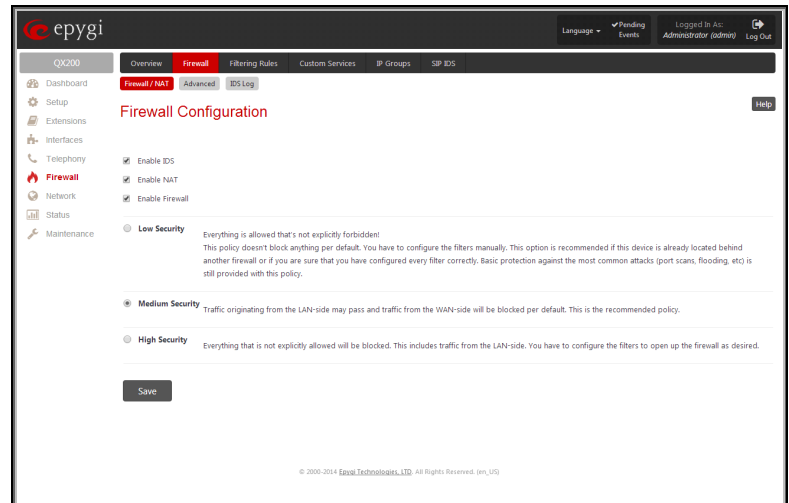 epygi
Language
Pending Events
Logged In As:
Administrator (admin)
Log Out
QX200
Overview
Firewall
Filtering Rules
Custom Services
IP Groups
SIP IDS
Dashboard
Setup
Extensions
Interfaces
Telephony
Firewall
Network
Status
Maintenance
Firewall / NAT
Advanced
IDS Log
Firewall Configuration
Help
Enable IDS
Enable NAT
Enable Firewall
Low Security
Everything is allowed that's not explicitly forbidden!
This policy doesn't block anything per default. You have to configure the filters manually. This option is recommended if this device is already located behind
another firewall or if you are sure that you have configured every filter correctly. Basic protection against the most common attacks (port scans, flooding, etc) is
still provided with this policy.
Medium Security
Traffic originating from the LAN-side may pass and traffic from the WAN-side will be blocked per default. This is the recommended policy.
High Security
Everything that is not explicitly allowed will be blocked. This includes traffic from the LAN-side. You have to configure the filters to open up the firewall as desired.
Save
© 2000-2014 Epygi Technologies, LTD. All Rights Reserved. (en_US)